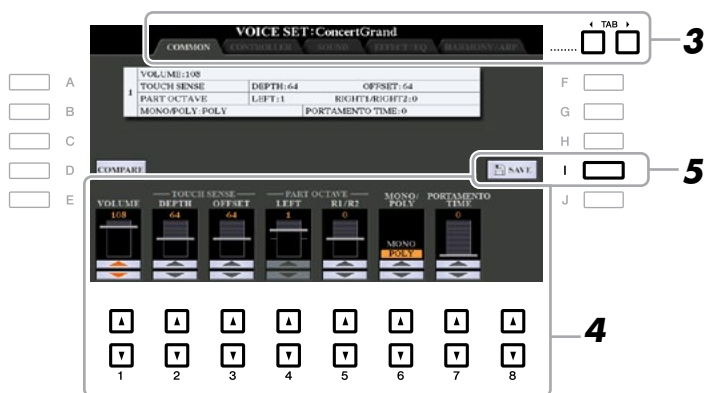 VOICE SET:ConcertGrand
COMMON CONTROLLER SOUND EFFECT/EQ HARMONY/ARP
TAB
3
VOLUME:108
1 TOUCH SENSE DEPTH:64 OFFSET:64
PART OCTAVE LEFT:1 RIGHT1/RIGHT2:0
MONO/POLY:POLY PORTAMENTO TIME:0
A
B
C
D
E
F
G
H
I
J
COMPARE
SAVE
5
TOUCH SENSE PART OCTAVE
VOLUME DEPTH OFFSET LEFT R1/R2 MONO/POLY PORTAMENTO TIME
108 64 64 1 0 0
MONO
POLY
4
1 2 3 4 5 6 7 8